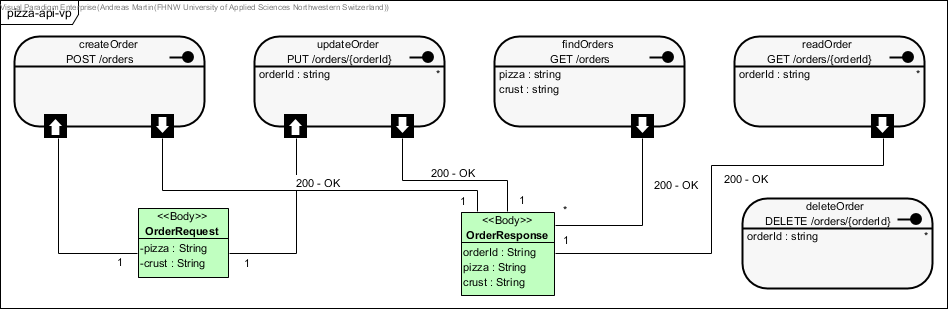 Visual Paradigm Enterprise(Andreas Martin(FHNW University of Applied Sciences Northwestern Switzerland))
pizza-api-vp
createOrder
POST /orders
updateOrder
PUT /orders/{orderId}
orderId : string *
findOrders
GET /orders
pizza : string
crust : string
readOrder
GET /orders/{orderId}
orderId : string *
200 - OK
200 - OK
200 - OK
200 - OK
1
1
*
1
1
1
<<Body>>
OrderRequest
-pizza : String
-crust : String
<<Body>>
OrderResponse
orderId : String
pizza : String
crust : String
deleteOrder
DELETE /orders/{orderId}
orderId : string *